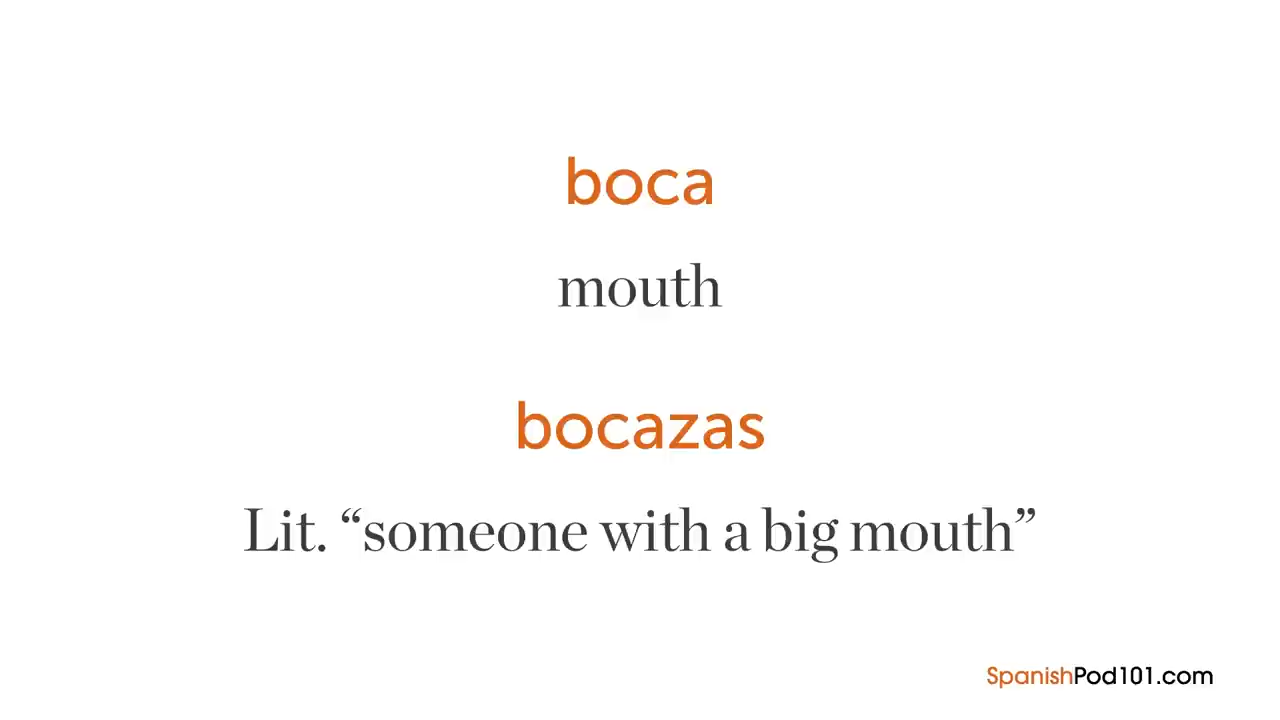 boca
mouth
bocazas
Lit. “someone with a big mouth”
SpanishPod101.com